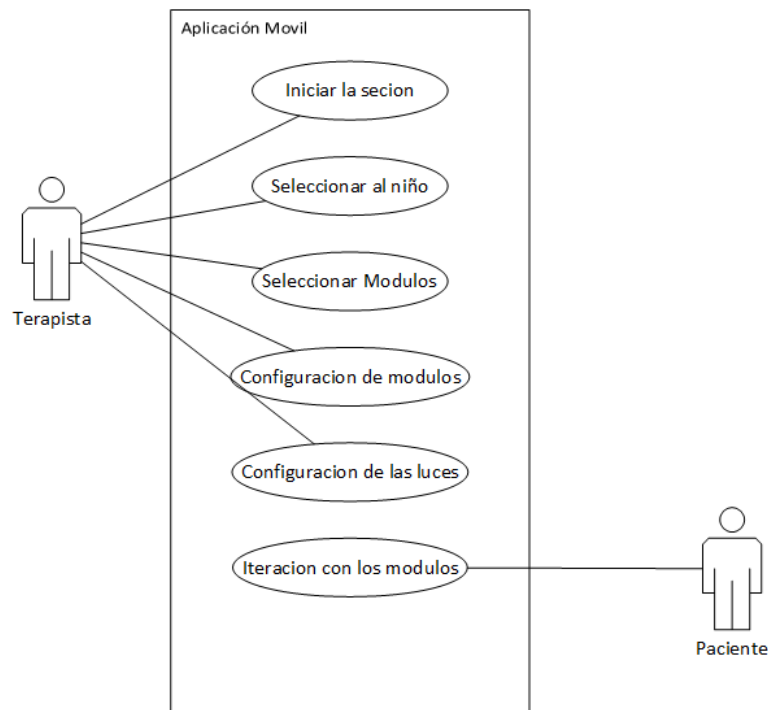 Aplicación Movil
Iniciar la secion
Seleccionar al niño
Seleccionar Modulos
Terapista
Configuracion de modulos
Configuracion de las luces
Iteracion con los modulos
Paciente